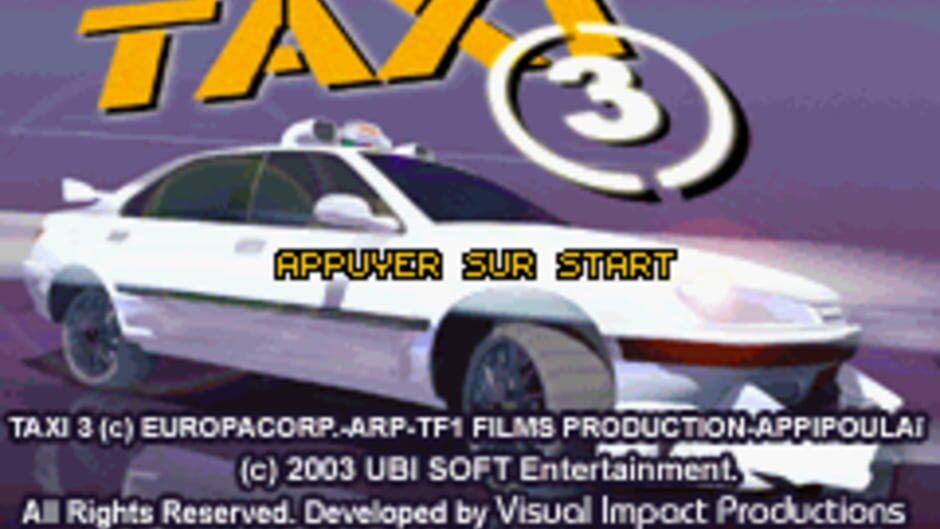 TAXI
3
APPUYER SUR START
TAXI 3 (c) EUROPACORP.-ARP-TF1 FILMS PRODUCTION-APPIPOULAï
(c) 2003 UBI SOFT Entertainment.
All Rights Reserved. Developed by Visual Impact Productions